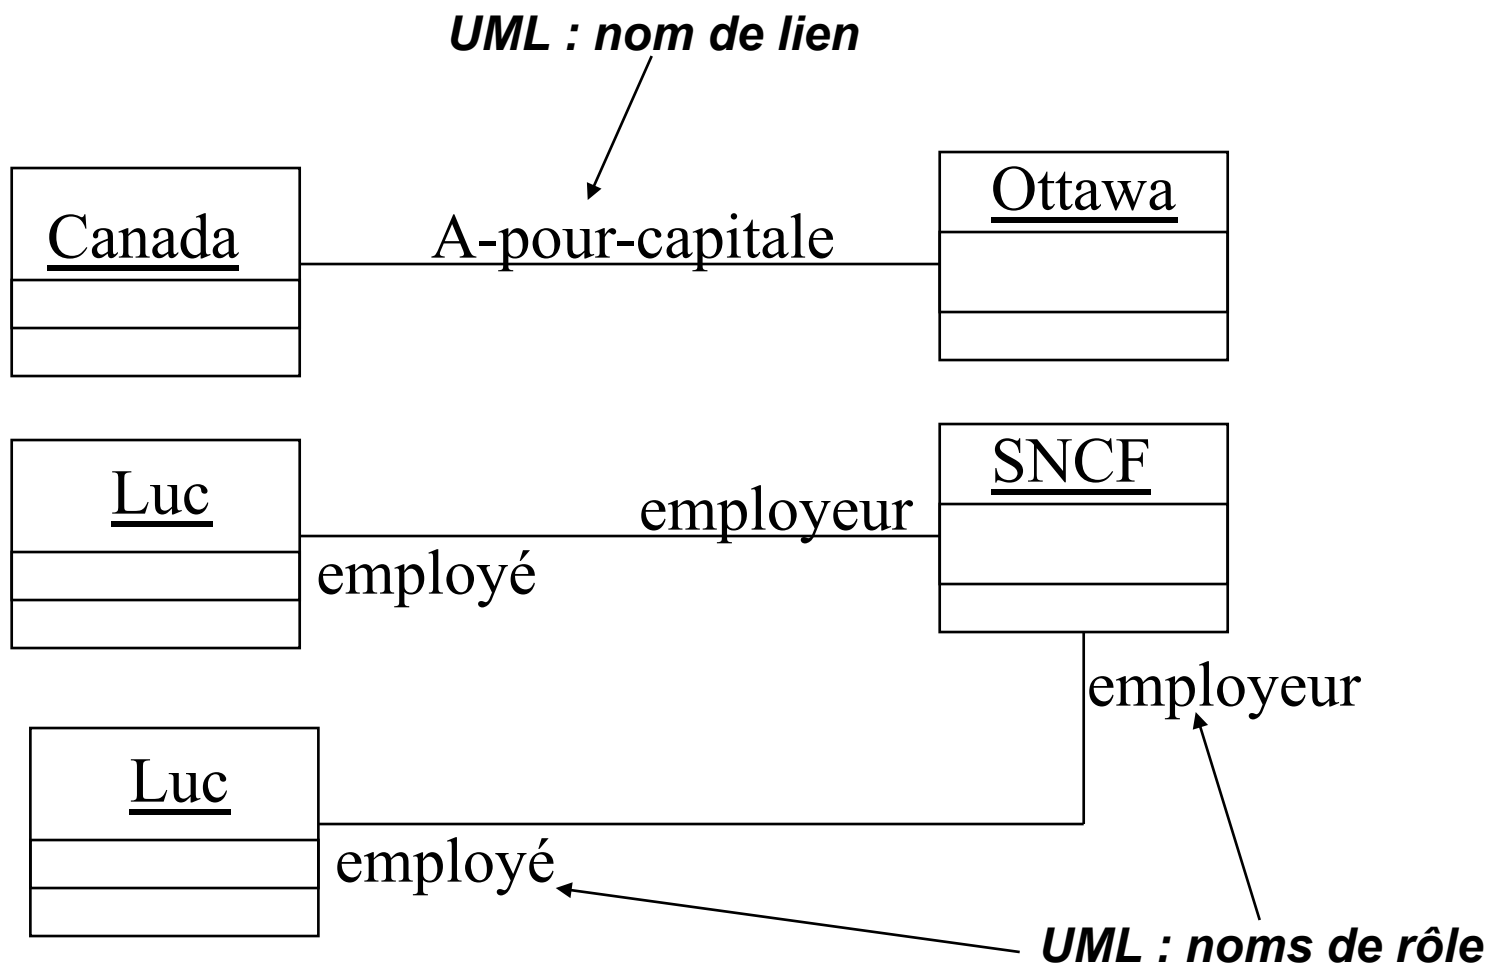 UML : nom de lien
Canada
A-pour-capitale
Ottawa
Luc
employé
employeur
SNCF
employeur
Luc
employé
UML : noms de rôle